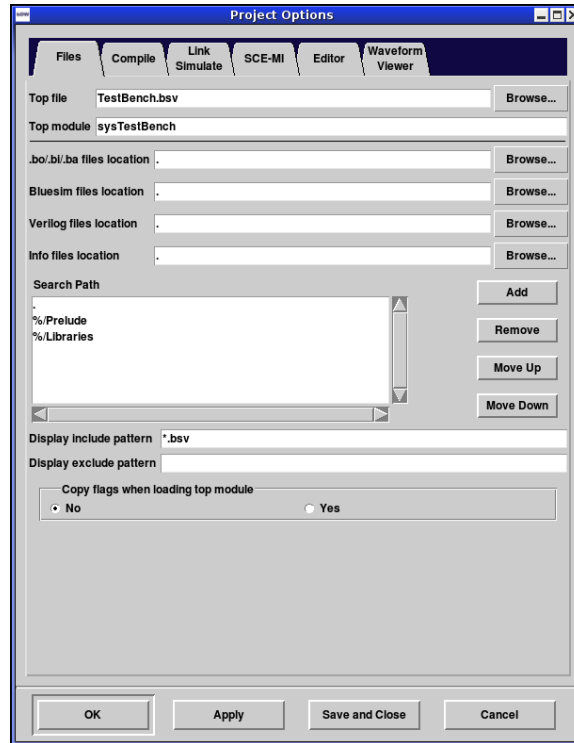 Project Options
Files
Compile
Link
Simulate
SCE-MI
Editor
Waveform
Viewer
Top file TestBench.bsv Browse...
Top module sysTestBench
.bo/.bi/.ba files location . Browse...
Bluesim files location . Browse...
Verilog files location . Browse...
Info files location . Browse...
Search Path
.
%/Prelude
%/Libraries
Add
Remove
Move Up
Move Down
Display include pattern *.bsv
Display exclude pattern
Copy flags when loading top module
No Yes
OK Apply Save and Close Cancel